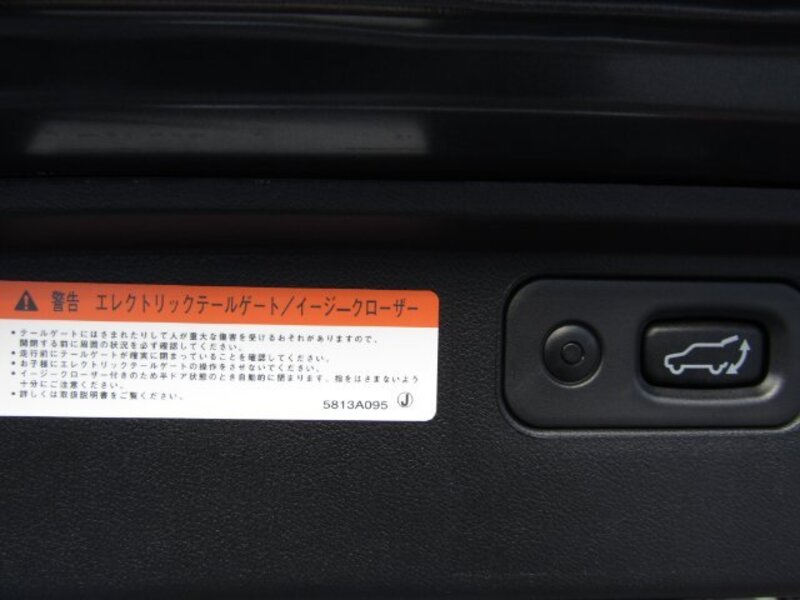 警告 エレクトリックテールゲート／イージークローザー
•テールゲートにはさまれたりして人が重大な傷害を受けるおそれがありますので、
開閉する前に周囲の状況を必ず確認してください。
•走行前にテールゲートが確実に閉まっていることを確認してください。
•お子様にエレクトリックテールゲートの操作をさせないでください。
•イージークローザー付きのため半ドア状態のとき自動的に閉まります、指をはさまないよう
十分にご注意ください。
•詳しくは取扱説明書をご覧ください。
5813A095 Ⓙ